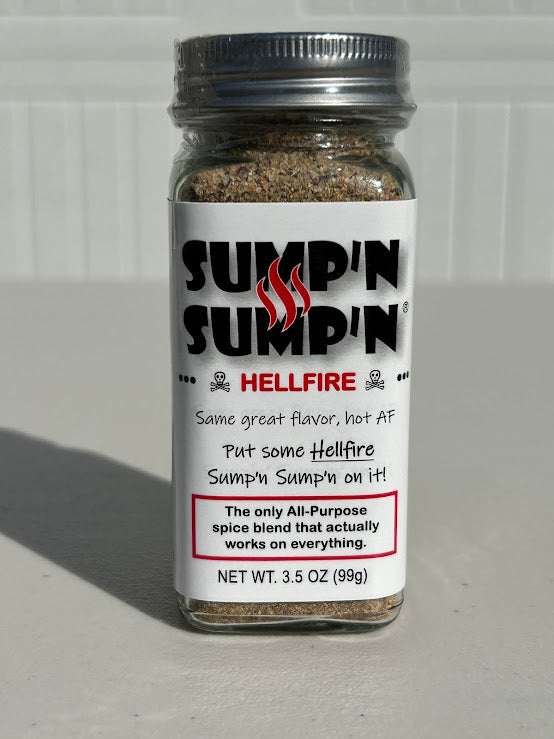 SUMP'N
SUMP'N®
HELLFIRE
Same great flavor, hot AF
Put some Hellfire
Sump'n Sump'n on it!
The only All-Purpose
spice blend that actually
works on everything.
NET WT. 3.5 OZ (99g)